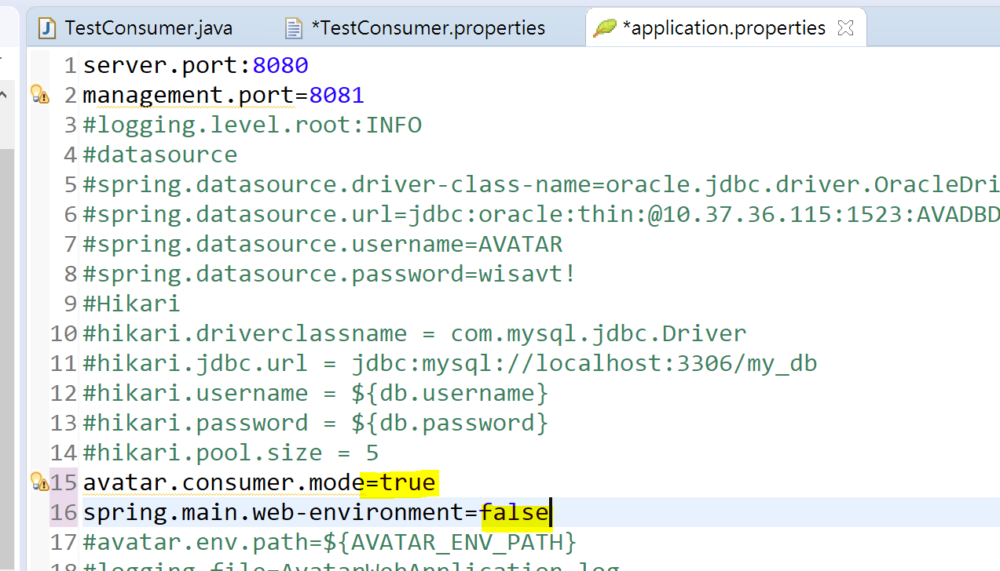 TestConsumer.java *TestConsumer.properties *application.properties
1 server.port:8080
2 management.port=8081
3 #logging.level.root:INFO
4 #datasource
5 #spring.datasource.driver-class-name=oracle.jdbc.driver.OracleDri
6 #spring.datasource.url=jdbc:oracle:thin:@10.37.36.115:1523:AVADBD
7 #spring.datasource.username=AVATAR
8 #spring.datasource.password=wisavt!
9 #Hikari
10 #hikari.driverclassname = com.mysql.jdbc.Driver
11 #hikari.jdbc.url = jdbc:mysql://localhost:3306/my_db
12 #hikari.username = ${db.username}
13 #hikari.password = ${db.password}
14 #hikari.pool.size = 5
15 avatar.consumer.mode=true
16 spring.main.web-environment=false
17 #avatar.env.path=${AVATAR_ENV_PATH}
18 #logging.file=AvatarWebApplication.log